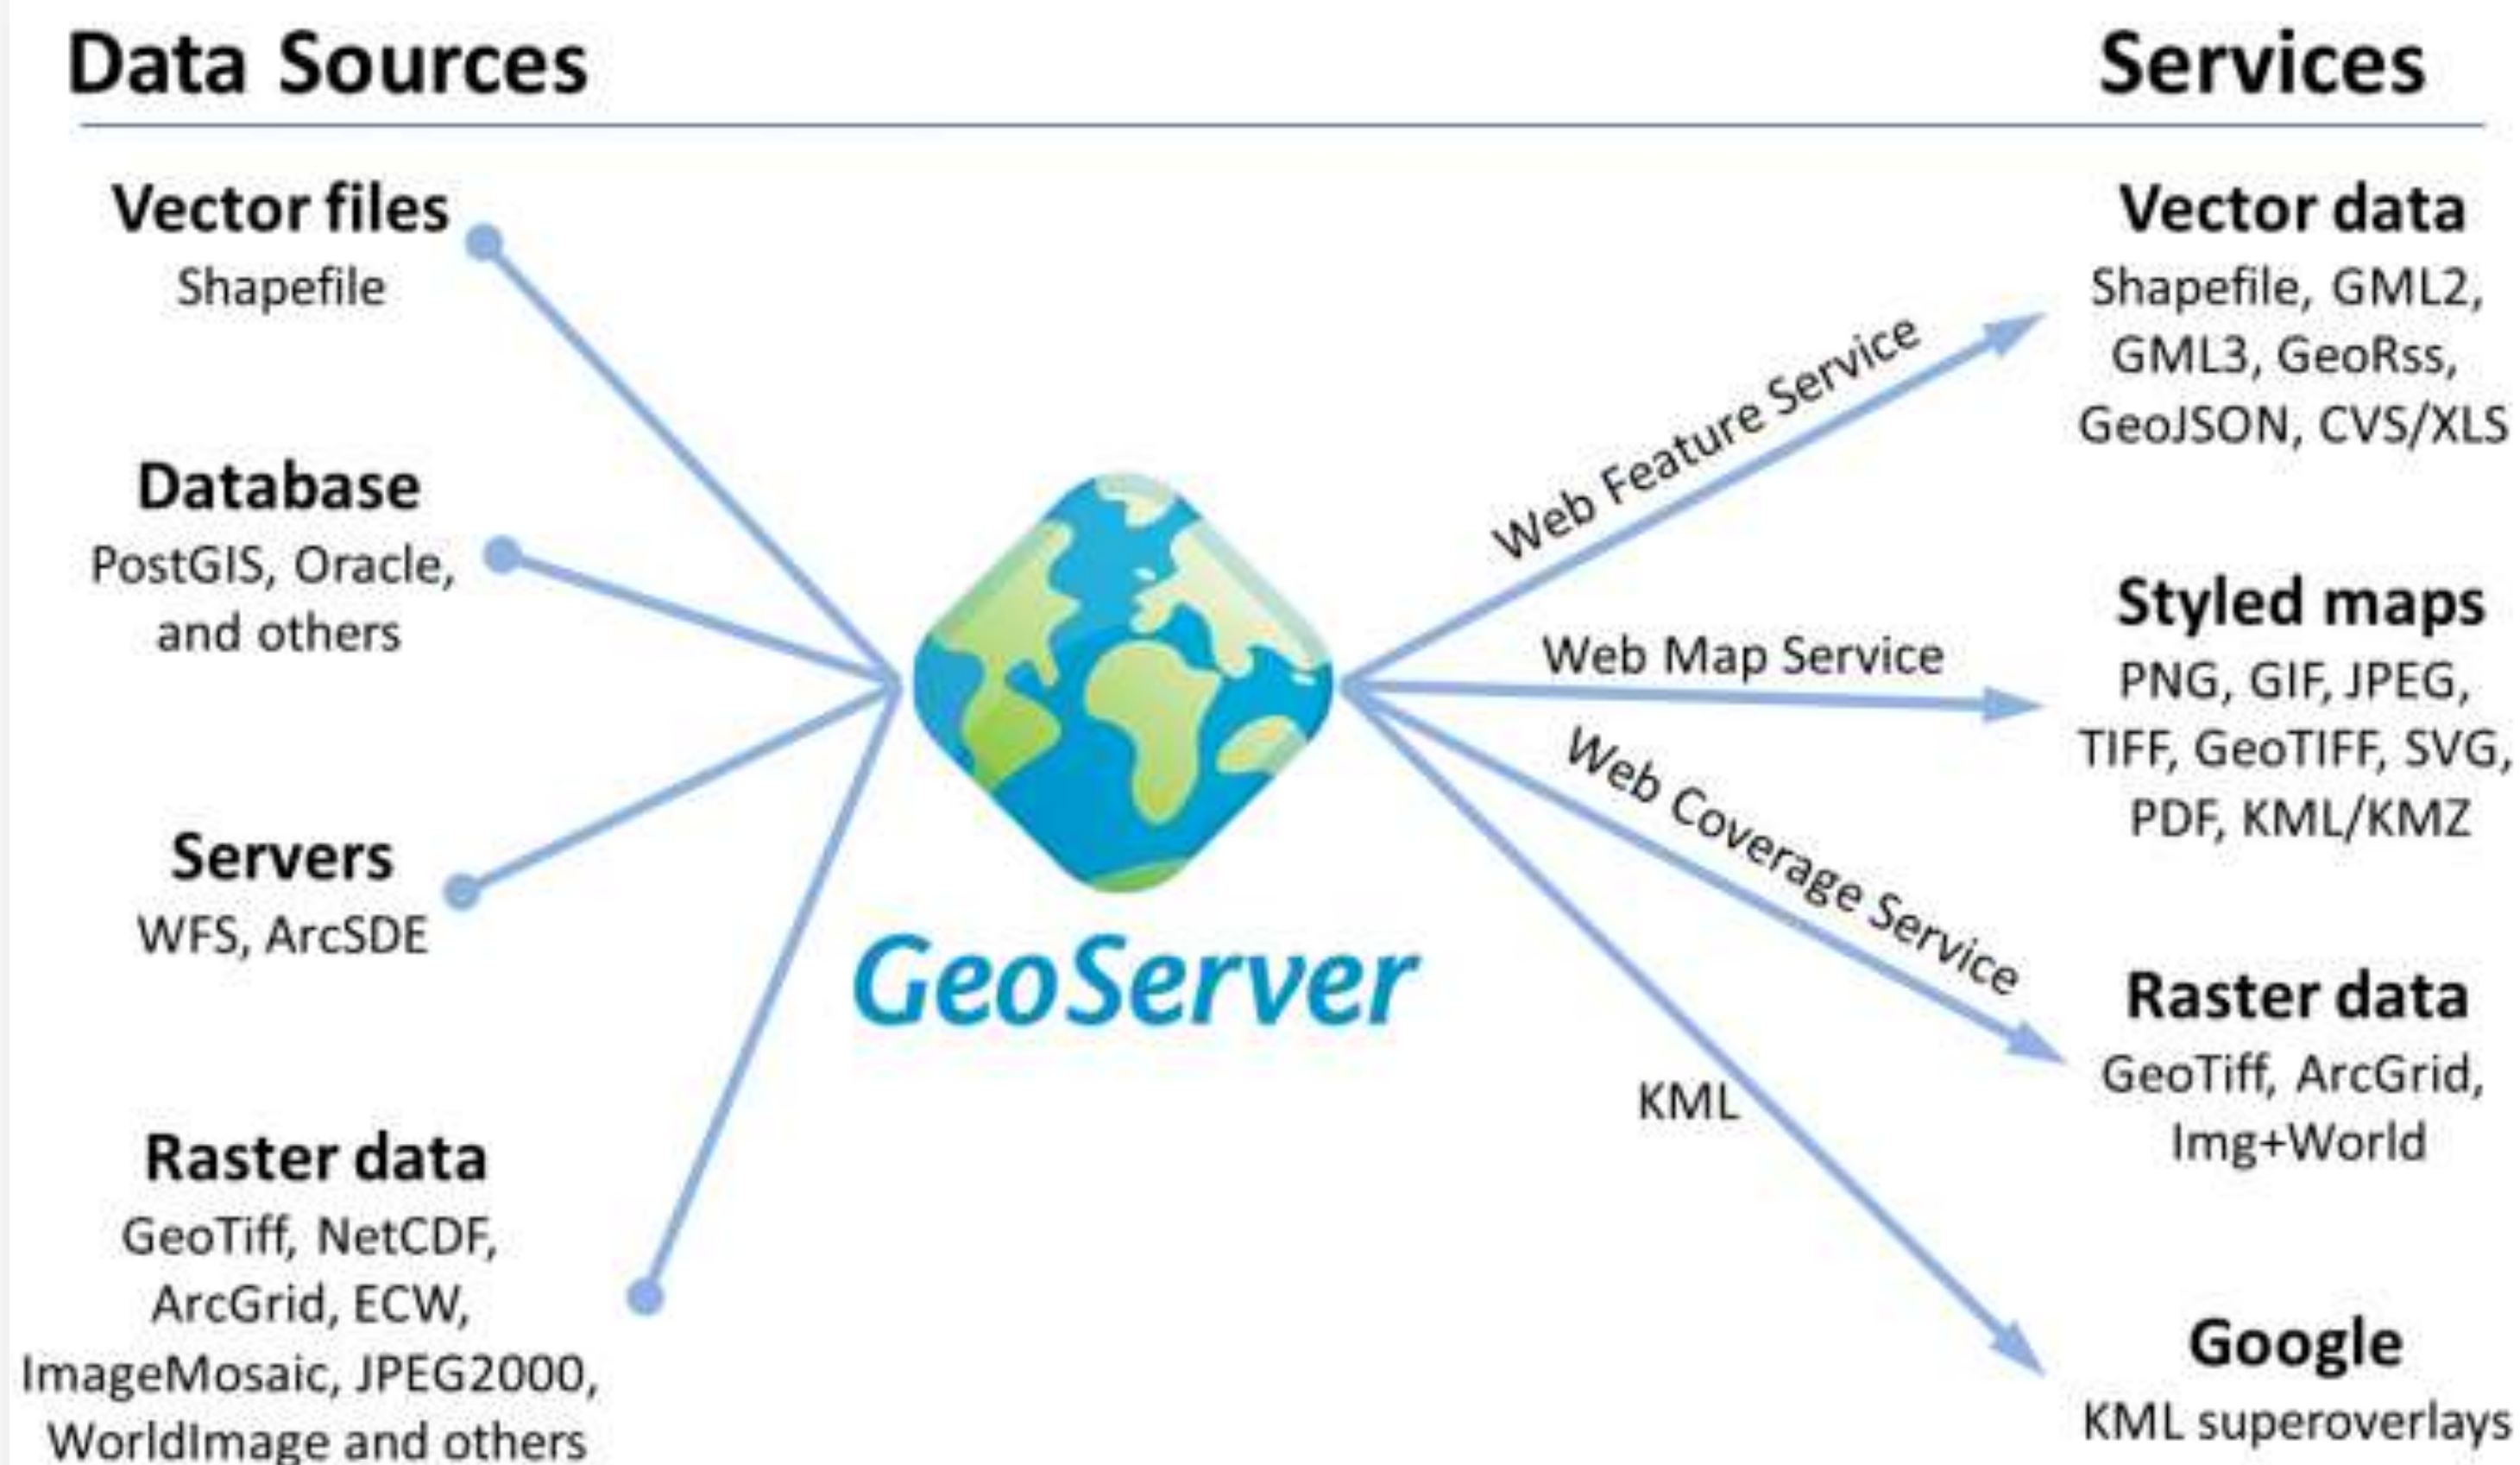 Data Sources
Services
Vector files
Shapefile
Database
PostGIS, Oracle,
and others
Servers
WFS, ArcSDE
Raster data
GeoTiff, NetCDF,
ArcGrid, ECW,
ImageMosaic, JPEG2000,
WorldImage and others
GeoServer
Web Feature Service
Web Map Service
Web Coverage Service
KML
Vector data
Shapefile, GML2,
GML3, GeoRss,
GeoJSON, CVS/XLS
Styled maps
PNG, GIF, JPEG,
TIFF, GeoTIFF, SVG,
PDF, KML/KMZ
Raster data
GeoTiff, ArcGrid,
Img+World
Google
KML superoverlays